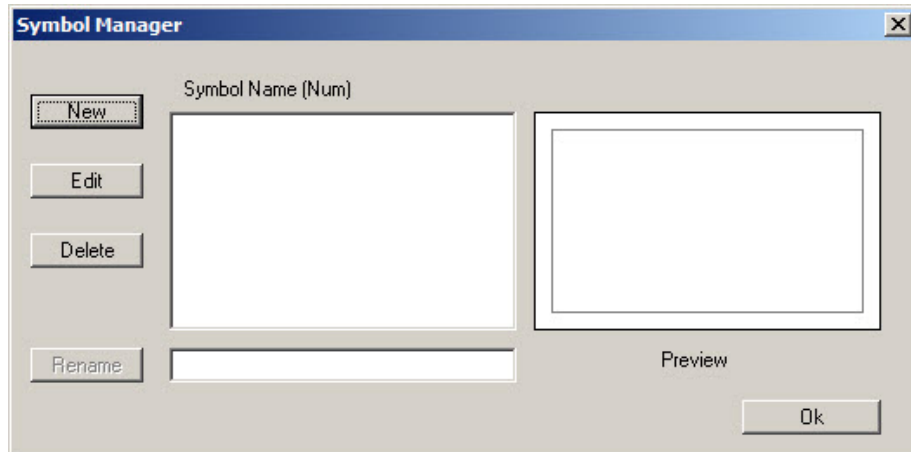 Symbol Manager
Symbol Name (Num)
New
Edit
Delete
Rename
Preview
Ok